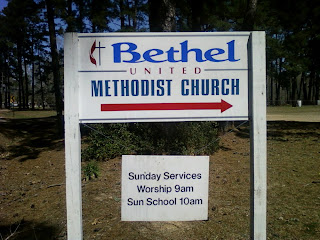 Bethel
UNITED
METHODIST CHURCH
Sunday Services
Worship 9am
Sun School 10am